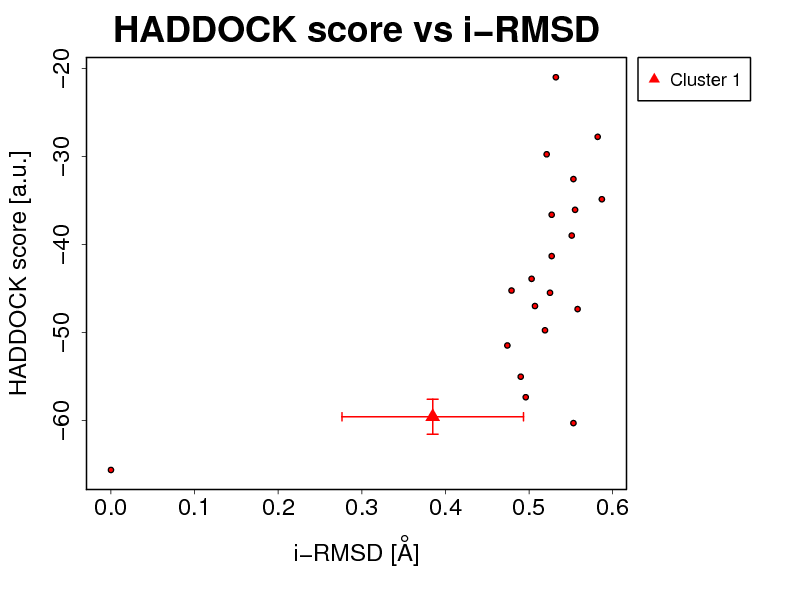 HADDOCK score vs i−RMSD
Cluster 1
HADDOCK score [a.u.]
−20
−30
−40
−50
−60
0.0 0.1 0.2 0.3 0.4 0.5 0.6
i−RMSD [Å]